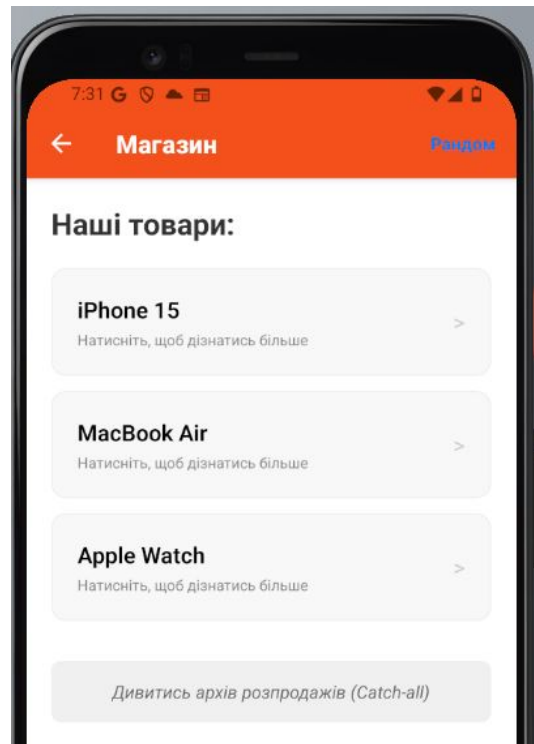 7:31 G
Магазин
Рандом
Наші товари:
iPhone 15
Натисніть, щоб дізнатись більше
>
MacBook Air
Натисніть, щоб дізнатись більше
>
Apple Watch
Натисніть, щоб дізнатись більше
>
Дивитись архів розпродажів (Catch-all)